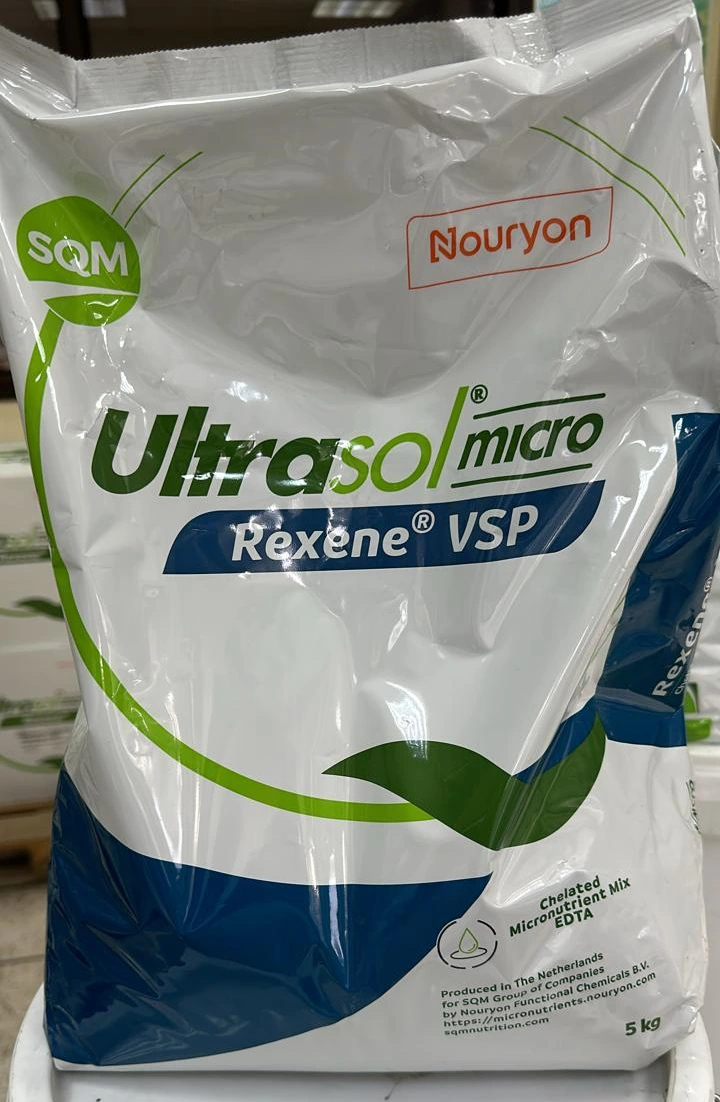 SQM
Nouryon
Ultrasol® micro
Rexene® VSP
Rexene®
Chelated
Micronutrient Mix
EDTA
Produced in The Netherlands
for SQM Group of Companies
by Nouryon Functional Chemicals B.V.
https://micronutrients.nouryon.com
sqmnutrition.com
5 kg